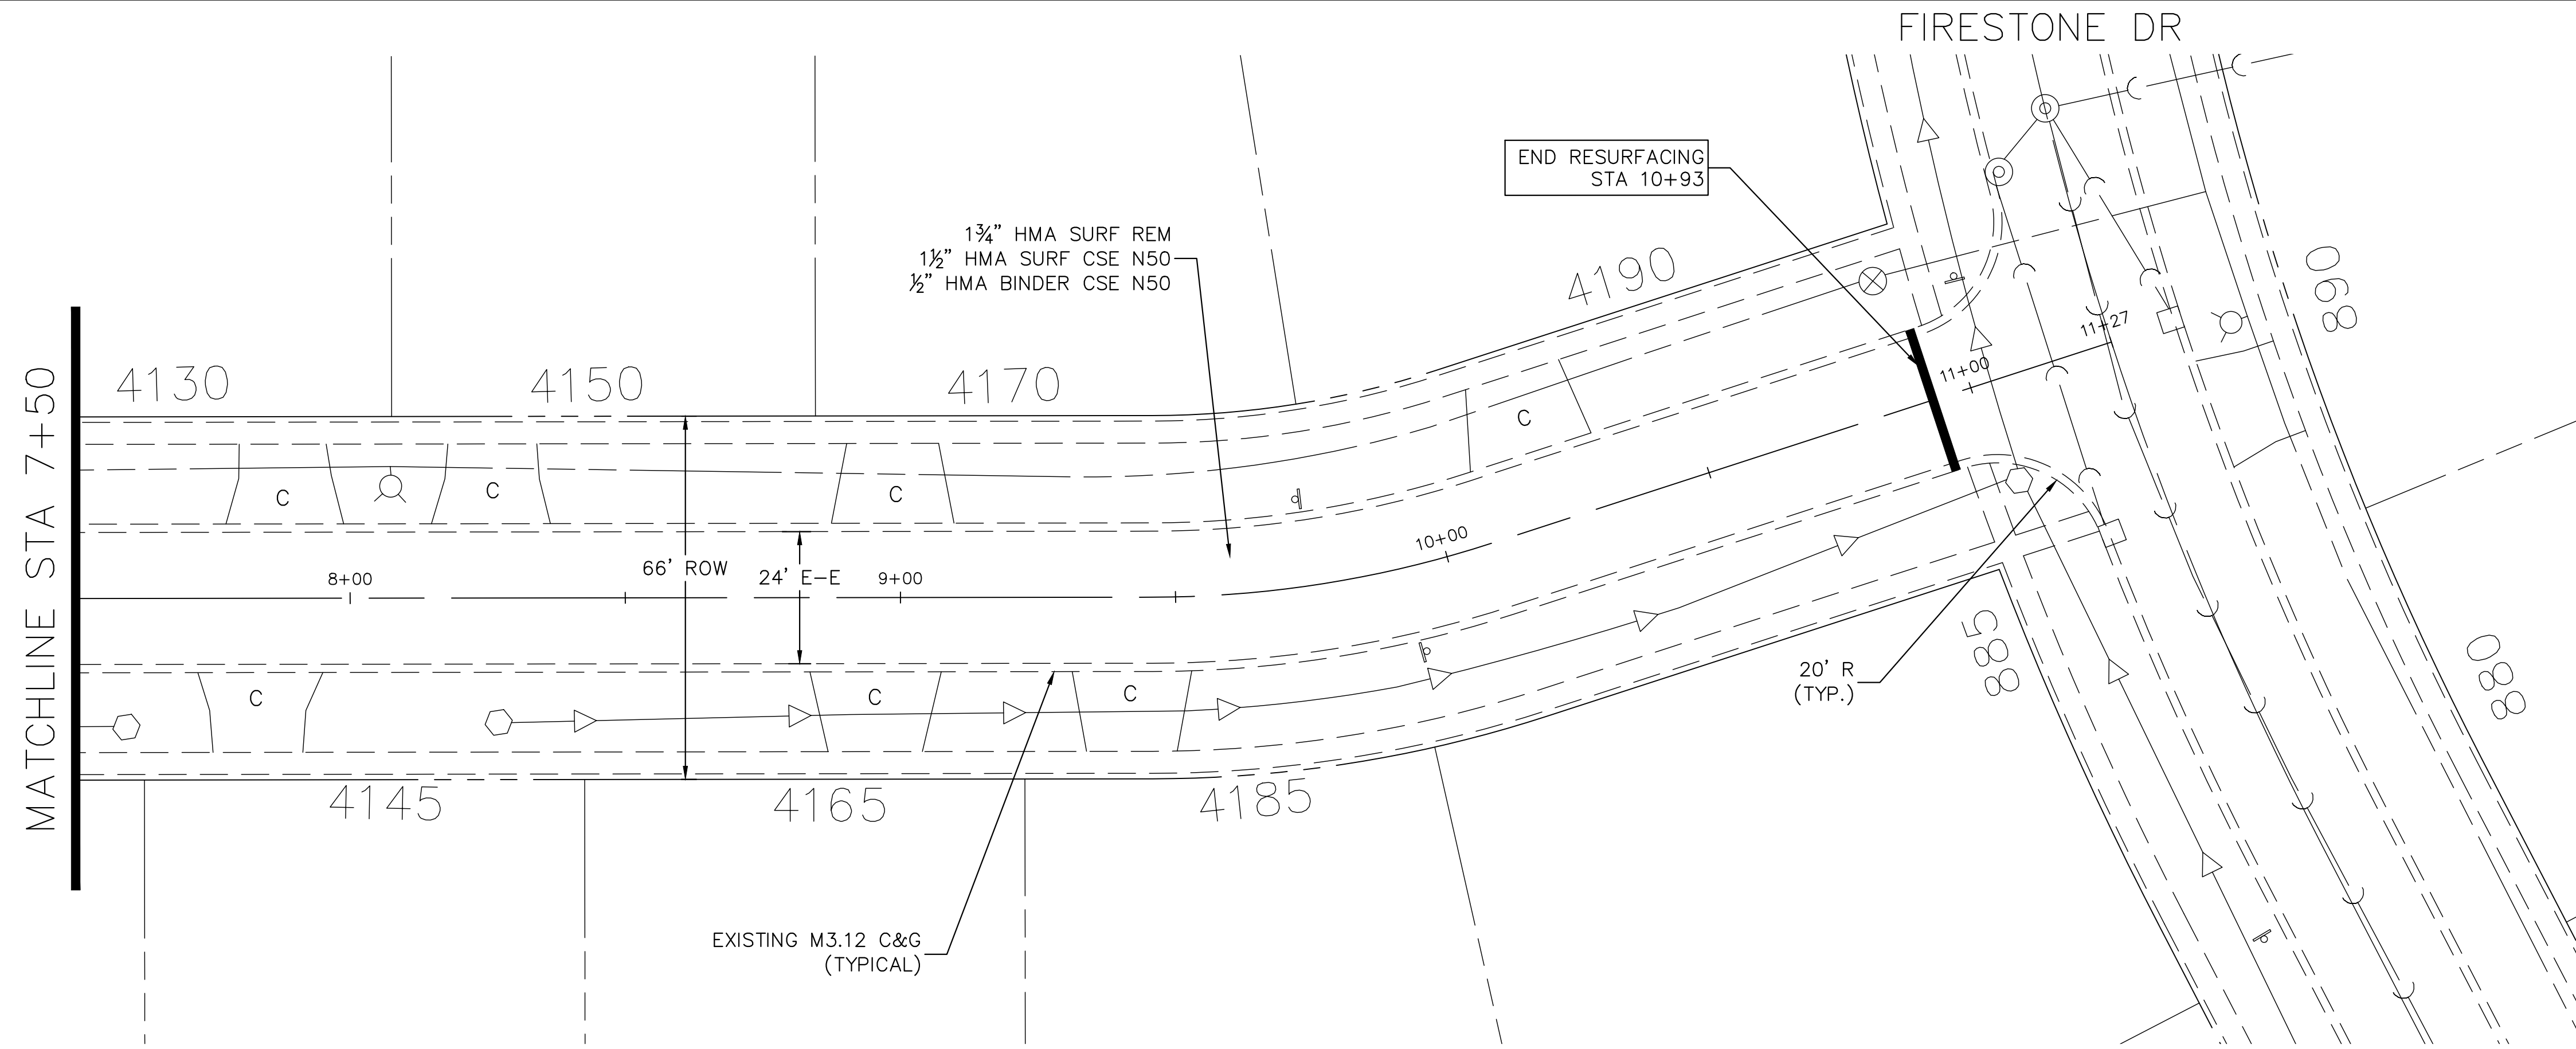 FIRESTONE DR
END RESURFACING
STA 10+93
1¾" HMA SURF REM
1½" HMA SURF CSE N50
½" HMA BINDER CSE N50
4190
890
11+27
11+00
MATCHLINE STA 7+50
4130
4150
4170
C
C
C
C
10+00
8+00
66' ROW
24' E-E
9+00
C
C
C
20' R
(TYP.)
885
880
4145
4165
4185
EXISTING M3.12 C&G
(TYPICAL)